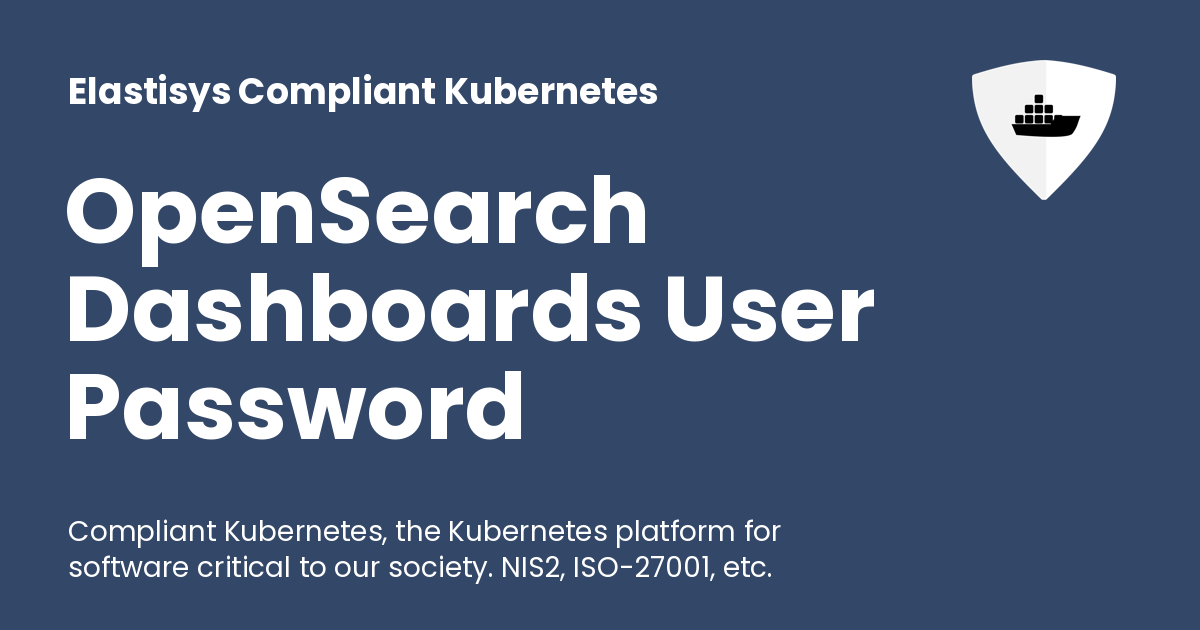 Elastisys Compliant Kubernetes
OpenSearch
Dashboards User
Password
Compliant Kubernetes, the Kubernetes platform for
software critical to our society. NIS2, ISO-27001, etc.